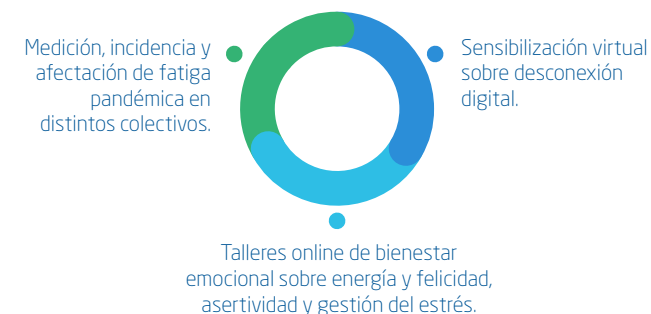 Medición, incidencia y
afectación de fatiga
pandémica en
distintos colectivos.
Sensibilización virtual
sobre desconexión
digital.
Talleres online de bienestar
emocional sobre energía y felicidad,
asertividad y gestión del estrés.